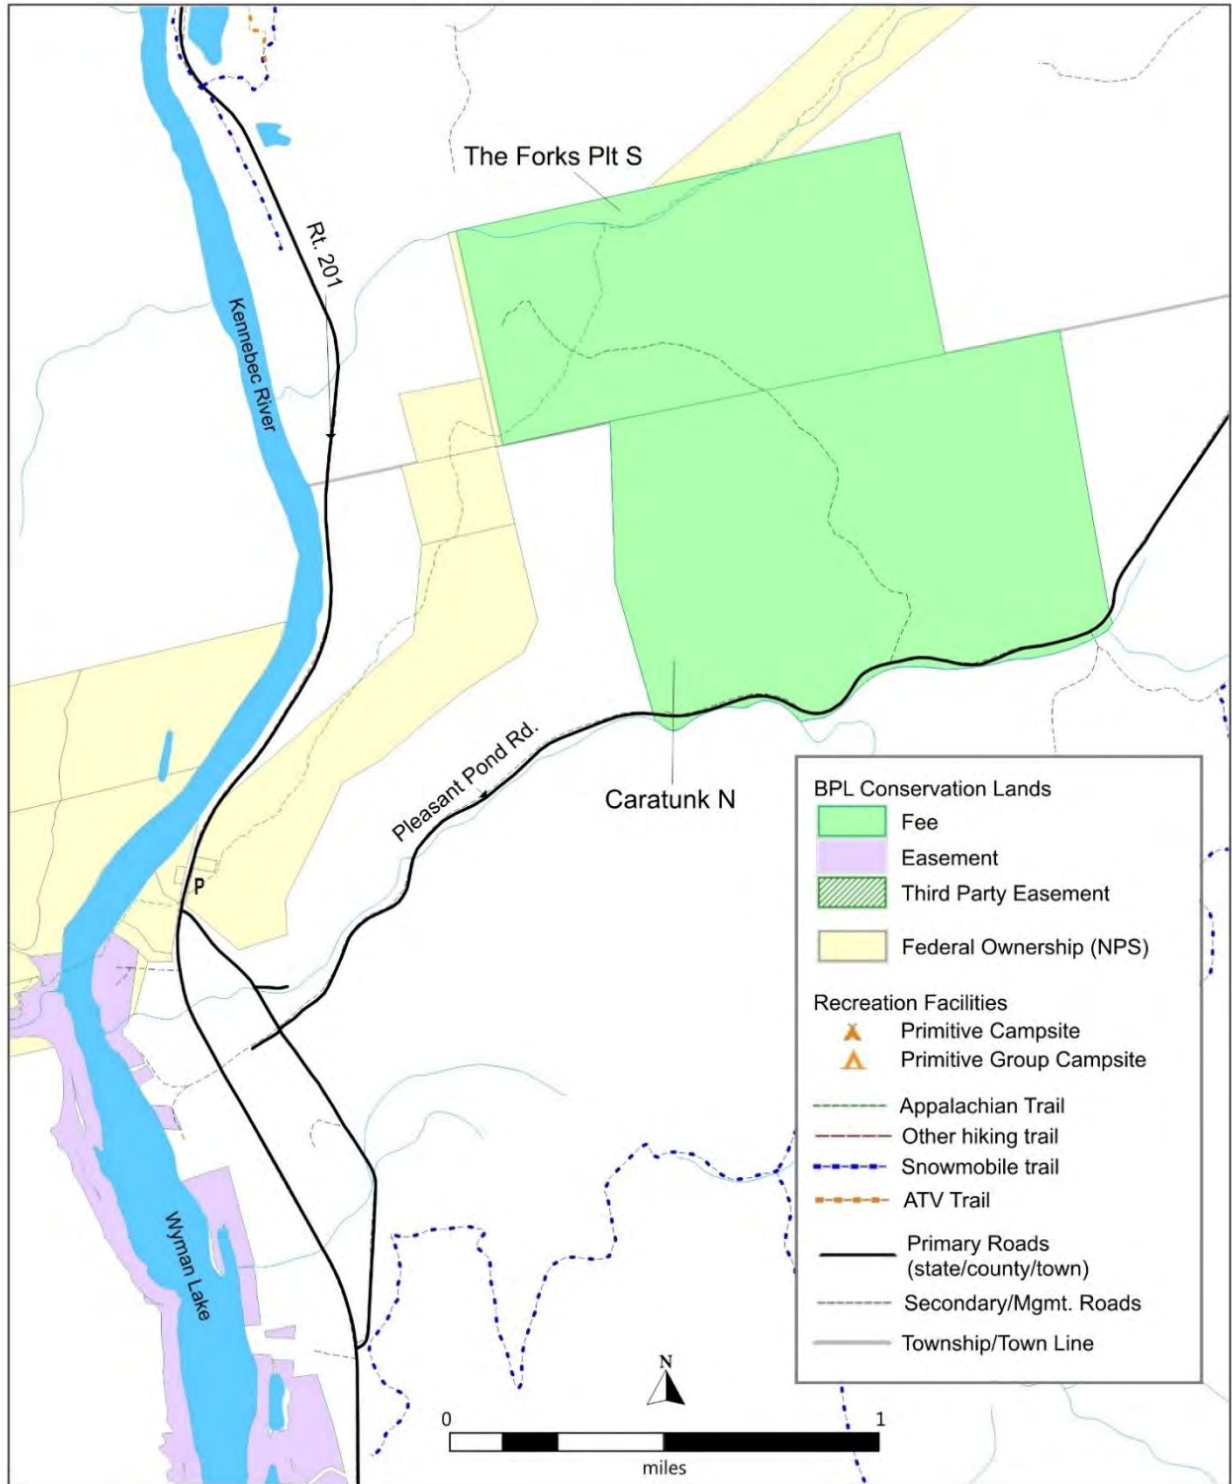 The Forks Plt S
Rt. 201
Kennebec River
Pleasant Pond Rd.
Caratunk N
P
Wyman Lake
BPL Conservation Lands
Fee
Easement
Third Party Easement
Federal Ownership (NPS)
Recreation Facilities
Primitive Campsite
Primitive Group Campsite
Appalachian Trail
Other hiking trail
Snowmobile trail
ATV Trail
Primary Roads
(state/county/town)
Secondary/Mgmt. Roads
Township/Town Line
N
0 1
miles